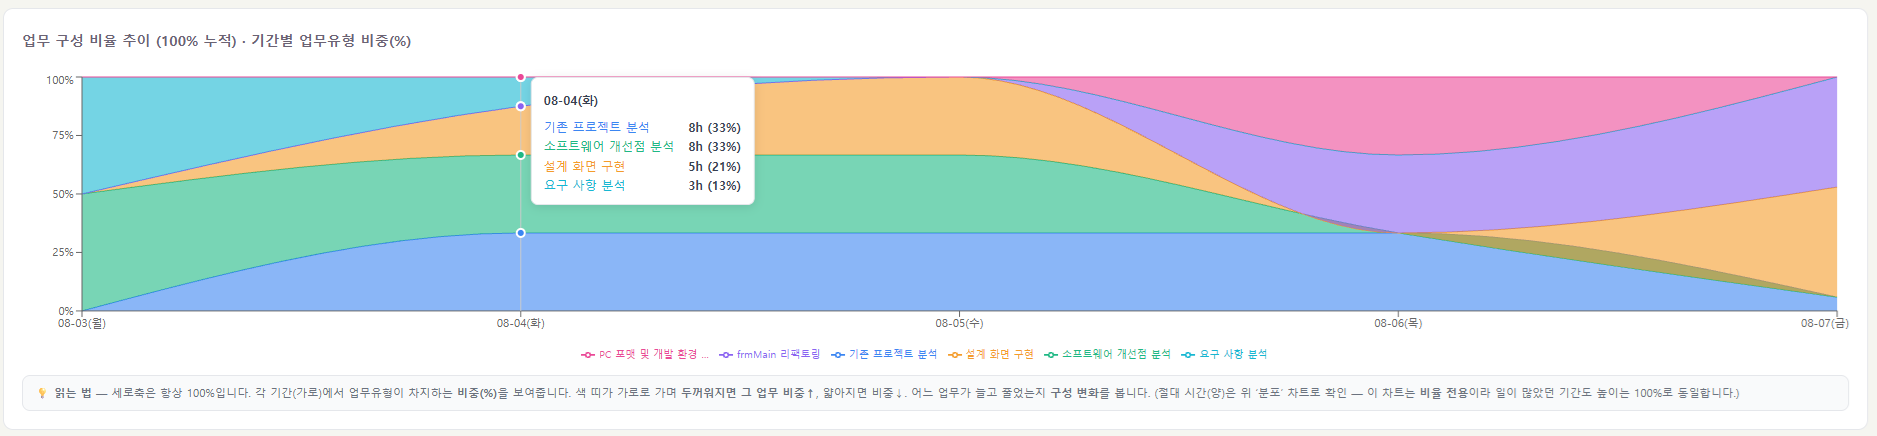 업무 구성 비율 추이 (100% 누적) · 기간별 업무유형 비중(%)
100%
75%
50%
25%
0%
08-04(화)
기존 프로젝트 분석 8h (33%)
소프트웨어 개선점 분석 8h (33%)
설계 화면 구현 5h (21%)
요구 사항 분석 3h (13%)
08-03(월) 08-04(화) 08-05(수) 08-06(목) 08-07(금)
PC 포맷 및 개발 환경 ... frmMain 리팩토링 기존 프로젝트 분석 설계 화면 구현 소프트웨어 개선점 분석 요구 사항 분석
💡 읽는 법 — 세로축은 항상 100%입니다. 각 기간(가로)에서 업무유형이 차지하는 비중(%)을 보여줍니다. 색 띠가 가로로 가며 두꺼워지면 그 업무 비중↑, 얇아지면 비중↓. 어느 업무가 늘고 줄었는지 구성 변화를 봅니다. (절대 시간(양)은 위 '분포' 차트로 확인 — 이 차트는 비율 전용이라 일이 많았던 기간도 높이는 100%로 동일합니다.)